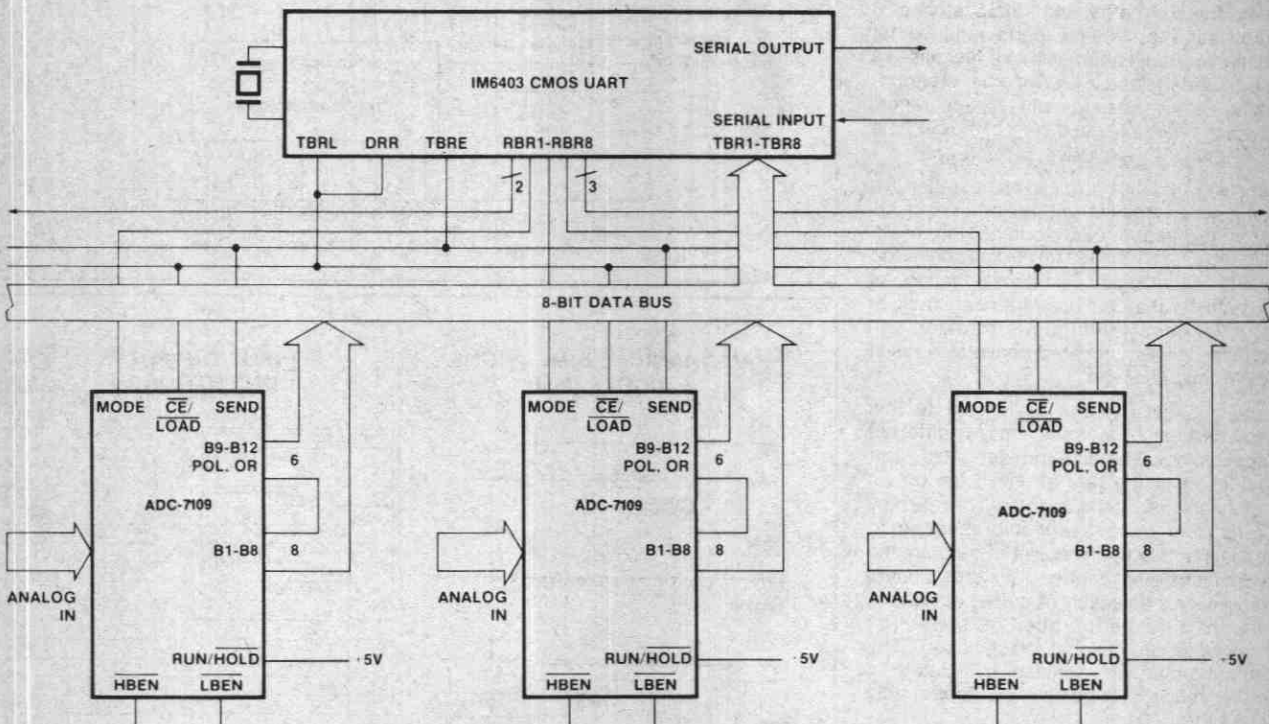 SERIAL OUTPUT
IM6403 CMOS UART
SERIAL INPUT
TBRL DRR TBRE RBR1-RBR8 TBR1-TBR8
2 3
8-BIT DATA BUS
MODE CE/LOAD SEND
B9-B12
POL, OR 6
ADC-7109
B1-B8 8
ANALOG
IN
RUN/HOLD 5V
HBEN LBEN
MODE CE/LOAD SEND
B9-B12
POL, OR 6
ADC-7109
B1-B8 8
ANALOG
IN
RUN/HOLD 5V
HBEN LBEN
MODE CE/LOAD SEND
B9-B12
POL, OR 6
ADC-7109
B1-B8 8
ANALOG
IN
RUN/HOLD 5V
HBEN LBEN